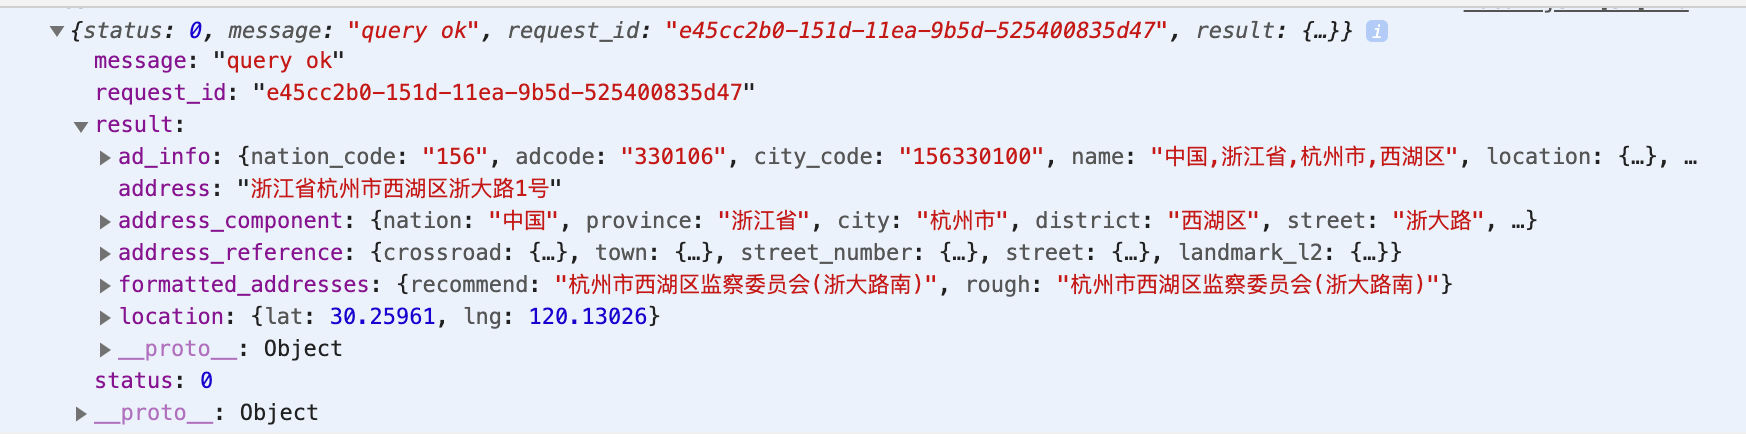 {status: 0, message: "query ok", request_id: "e45cc2b0-151d-11ea-9b5d-525400835d47", result: {…}} i
message: "query ok"
request_id: "e45cc2b0-151d-11ea-9b5d-525400835d47"
result:
ad_info: {nation_code: "156", adcode: "330106", city_code: "156330100", name: "中国,浙江省,杭州市,西湖区", location: {…}, …
address: "浙江省杭州市西湖区浙大路1号"
address_component: {nation: "中国", province: "浙江省", city: "杭州市", district: "西湖区", street: "浙大路", …}
address_reference: {crossroad: {…}, town: {…}, street_number: {…}, street: {…}, landmark_l2: {…}}
formatted_addresses: {recommend: "杭州市西湖区监察委员会(浙大路南)", rough: "杭州市西湖区监察委员会(浙大路南)"}
location: {lat: 30.25961, lng: 120.13026}
__proto__: Object
status: 0
__proto__: Object